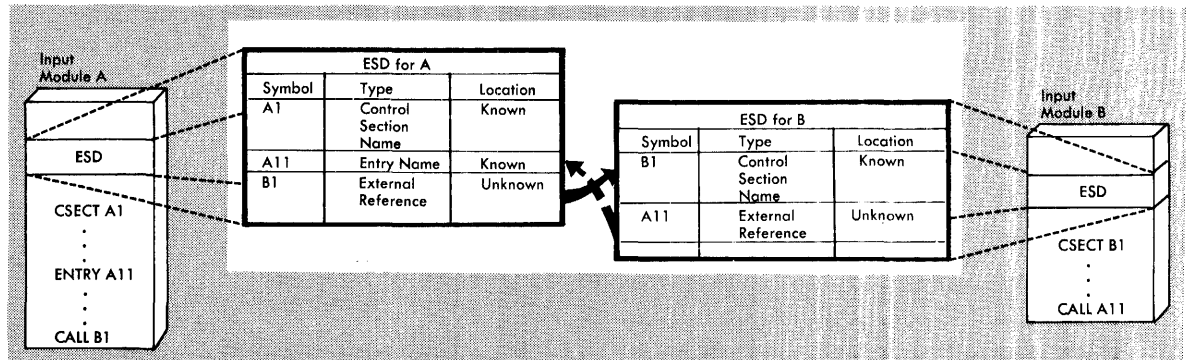 Input
Module A
ESD
CSECT A1
.
.
.
ENTRY A11
.
.
.
CALL B1
ESD for A
Symbol Type Location
A1 Control Section Name Known
A11 Entry Name Known
B1 External Reference Unknown
ESD for B
Symbol Type Location
B1 Control Section Name Known
A11 External Reference Unknown
Input
Module B
ESD
CSECT B1
.
.
.
CALL A11